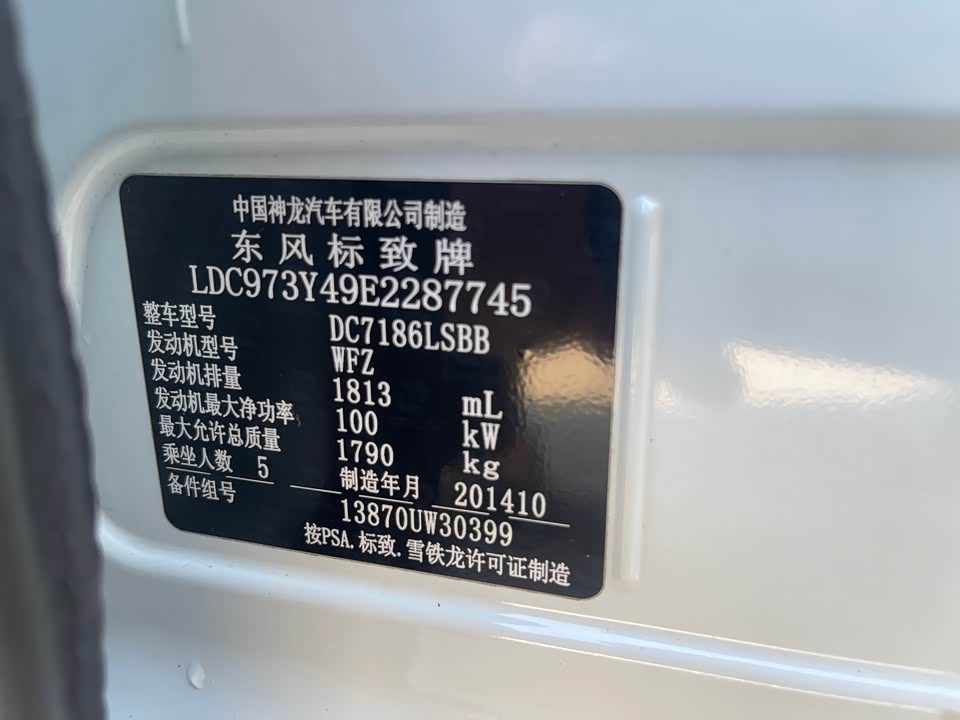 中国神龙汽车有限公司制造
东风标致牌
LDC973Y49E2287745
整车型号 DC7186LSBB
发动机型号 WFZ
发动机排量 1813 mL
发动机最大净功率 100 kW
最大允许总质量 1790 kg
乘坐人数 5 制造年月 201410
备件组号 13870UW30399
按PSA.标致.雪铁龙许可证制造